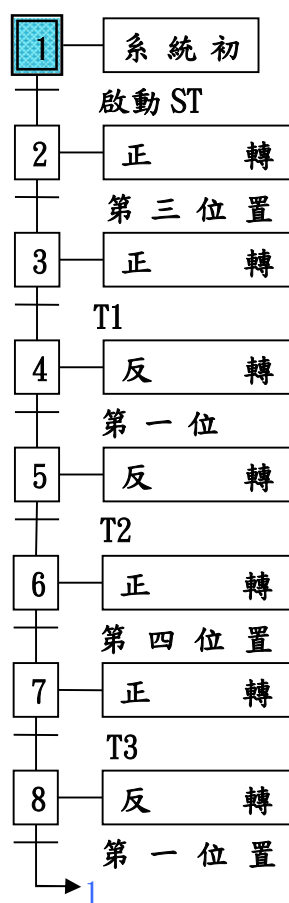 1 系統初
啟動 ST
2 正 轉
第三位置
3 正 轉
T1
4 反 轉
第一位
5 反 轉
T2
6 正 轉
第四位置
7 正 轉
T3
8 反 轉
第一位置
1